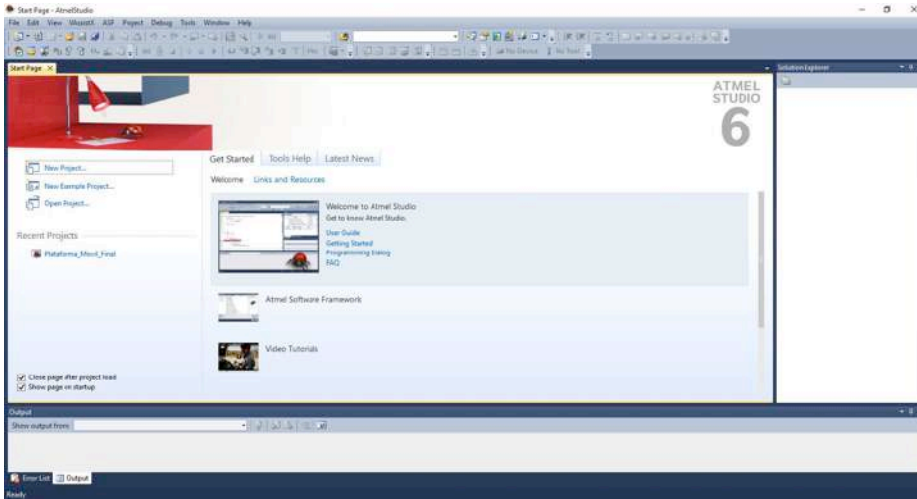 Start Page - AtmelStudio
File Edit View VAssistX ASF Project Debug Tools Window Help
No Device No Tool
Start Page
Solution Explorer
ATMEL
STUDIO
6
New Project...
New Example Project...
Open Project...
Recent Projects
Plataforma_Movil_Final
Close page after project load
Show page on startup
Get Started Tools Help Latest News
Welcome Links and Resources
Welcome to Atmel Studio
Get to know Atmel Studio.
User Guide
Getting Started
Programming Dialog
FAQ
Atmel Software Framework
Video Tutorials
Output
Show output from:
Error List Output
Ready